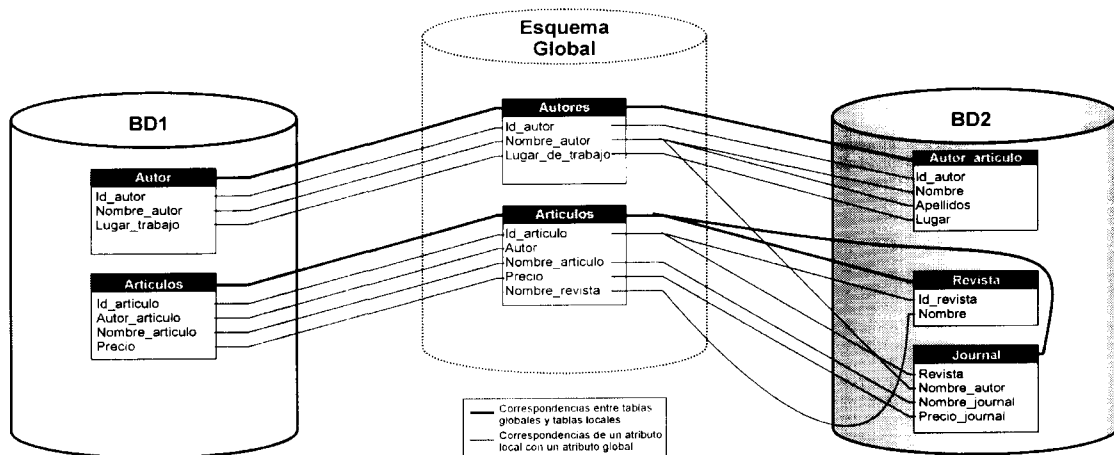 Esquema
Global
BD1
Autor
Id_autor
Nombre_autor
Lugar_trabajo
Articulos
Id_articulo
Autor_articulo
Nombre_articulo
Precio
Autores
Id_autor
Nombre_autor
Lugar_de_trabajo
Articulos
Id_articulo
Autor
Nombre_articulo
Precio
Nombre_revista
BD2
Autor_articulo
Id_autor
Nombre
Apellidos
Lugar
Revista
Id_revista
Nombre
Journal
Revista
Nombre_autor
Nombre_journal
Precio_journal
Correspondencias entre tablas
globales y tablas locales
Correspondencias de un atributo
local con un atributo global